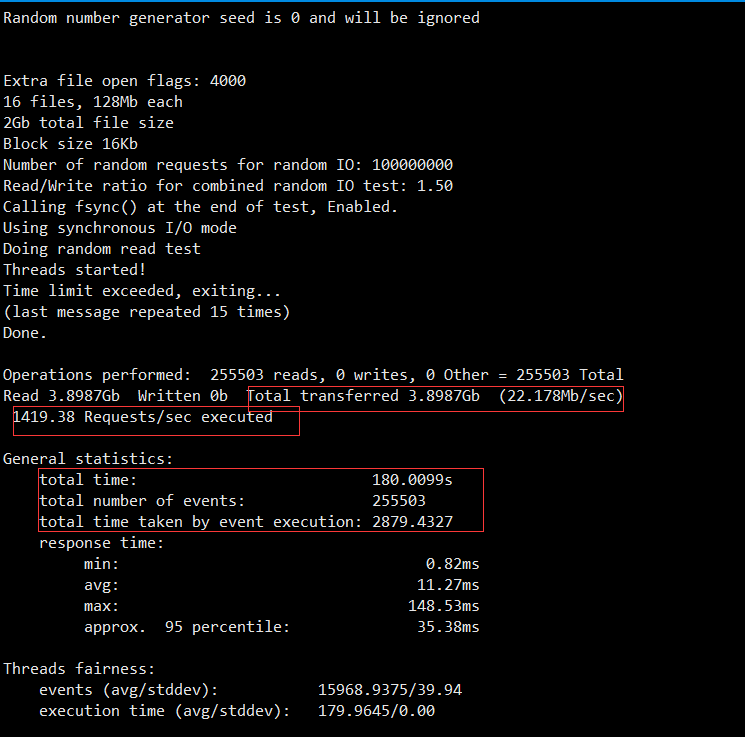 Random number generator seed is 0 and will be ignored
Extra file open flags: 4000
16 files, 128Mb each
2Gb total file size
Block size 16Kb
Number of random requests for random IO: 100000000
Read/Write ratio for combined random IO test: 1.50
Calling fsync() at the end of test, Enabled.
Using synchronous I/O mode
Doing random read test
Threads started!
Time limit exceeded, exiting...
(last message repeated 15 times)
Done.
Operations performed:  255503 reads, 0 writes, 0 Other = 255503 Total
Read 3.8987Gb  Written 0b  Total transferred 3.8987Gb  (22.178Mb/sec)
1419.38 Requests/sec executed
General statistics:
total time: 180.0099s
total number of events: 255503
total time taken by event execution: 2879.4327
response time:
min: 0.82ms
avg: 11.27ms
max: 148.53ms
approx.  95 percentile: 35.38ms
Threads fairness:
events (avg/stddev): 15968.9375/39.94
execution time (avg/stddev): 179.9645/0.00